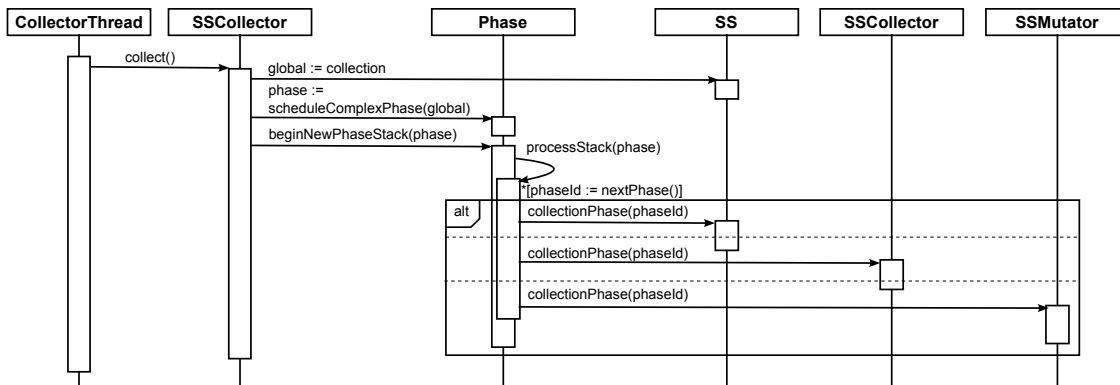 CollectorThread
SSCollector
Phase
SS
SSCollector
SSMutator
collect()
global := collection
phase :=
scheduleComplexPhase(global)
beginNewPhaseStack(phase)
processStack(phase)
*[phaseId := nextPhase()]
alt
collectionPhase(phaseId)
collectionPhase(phaseId)
collectionPhase(phaseId)